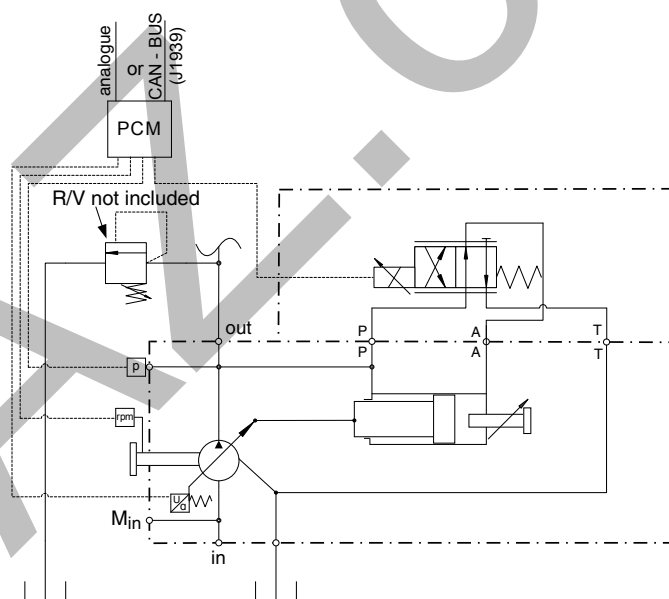 analogue
or
CAN - BUS
(J1939)
PCM
R/V not included
out
P
A
T
P
A
T
p
rpm
u/α
Min
in